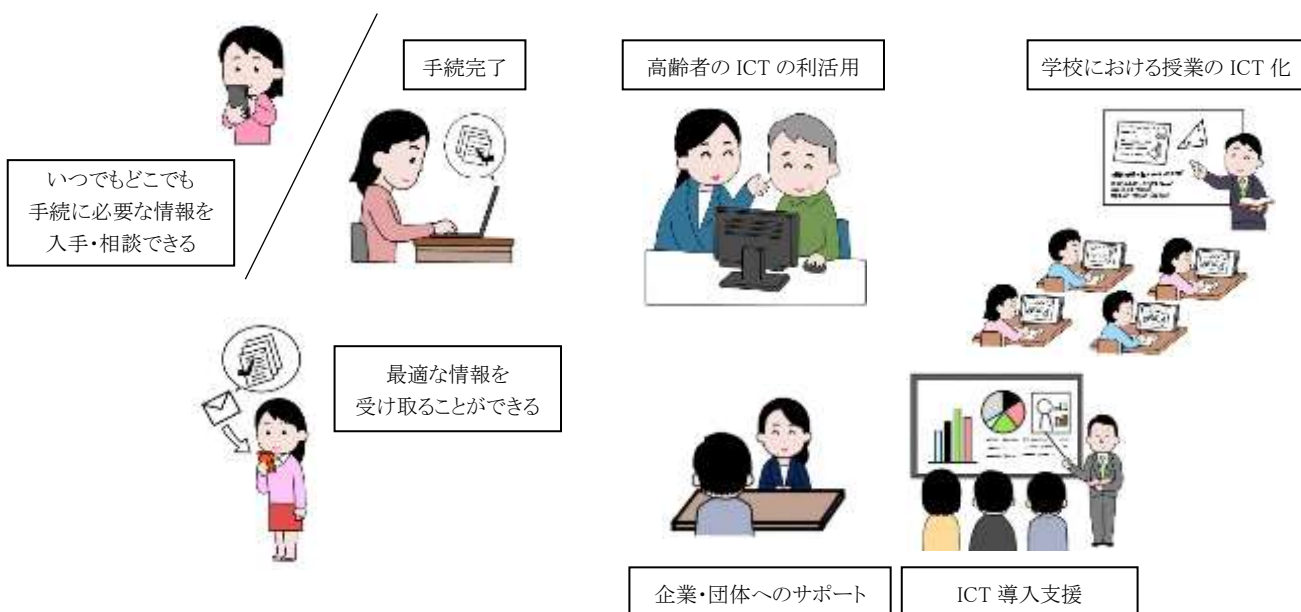 手続完了
高齢者の ICT の利活用
学校における授業の ICT 化
いつでもどこでも
手続に必要な情報を
入手・相談できる
最適な情報を
受け取ることができる
企業・団体へのサポート
ICT 導入支援